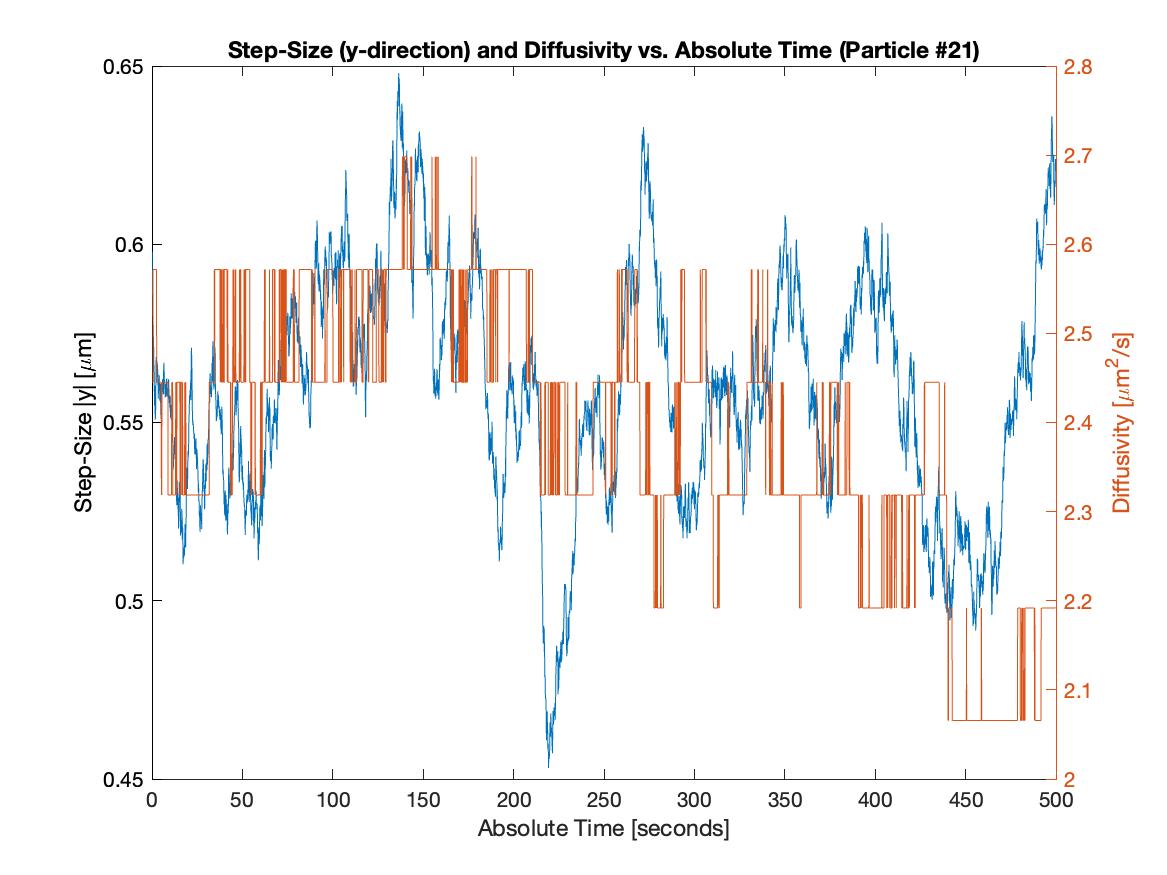 Step-Size (y-direction) and Diffusivity vs. Absolute Time (Particle #21)
0.65
0.6
0.55
0.5
0.45
Step-Size |y| [μm]
2.8
2.7
2.6
2.5
2.4
2.3
2.2
2.1
2
Diffusivity [μm²/s]
0 50 100 150 200 250 300 350 400 450 500
Absolute Time [seconds]